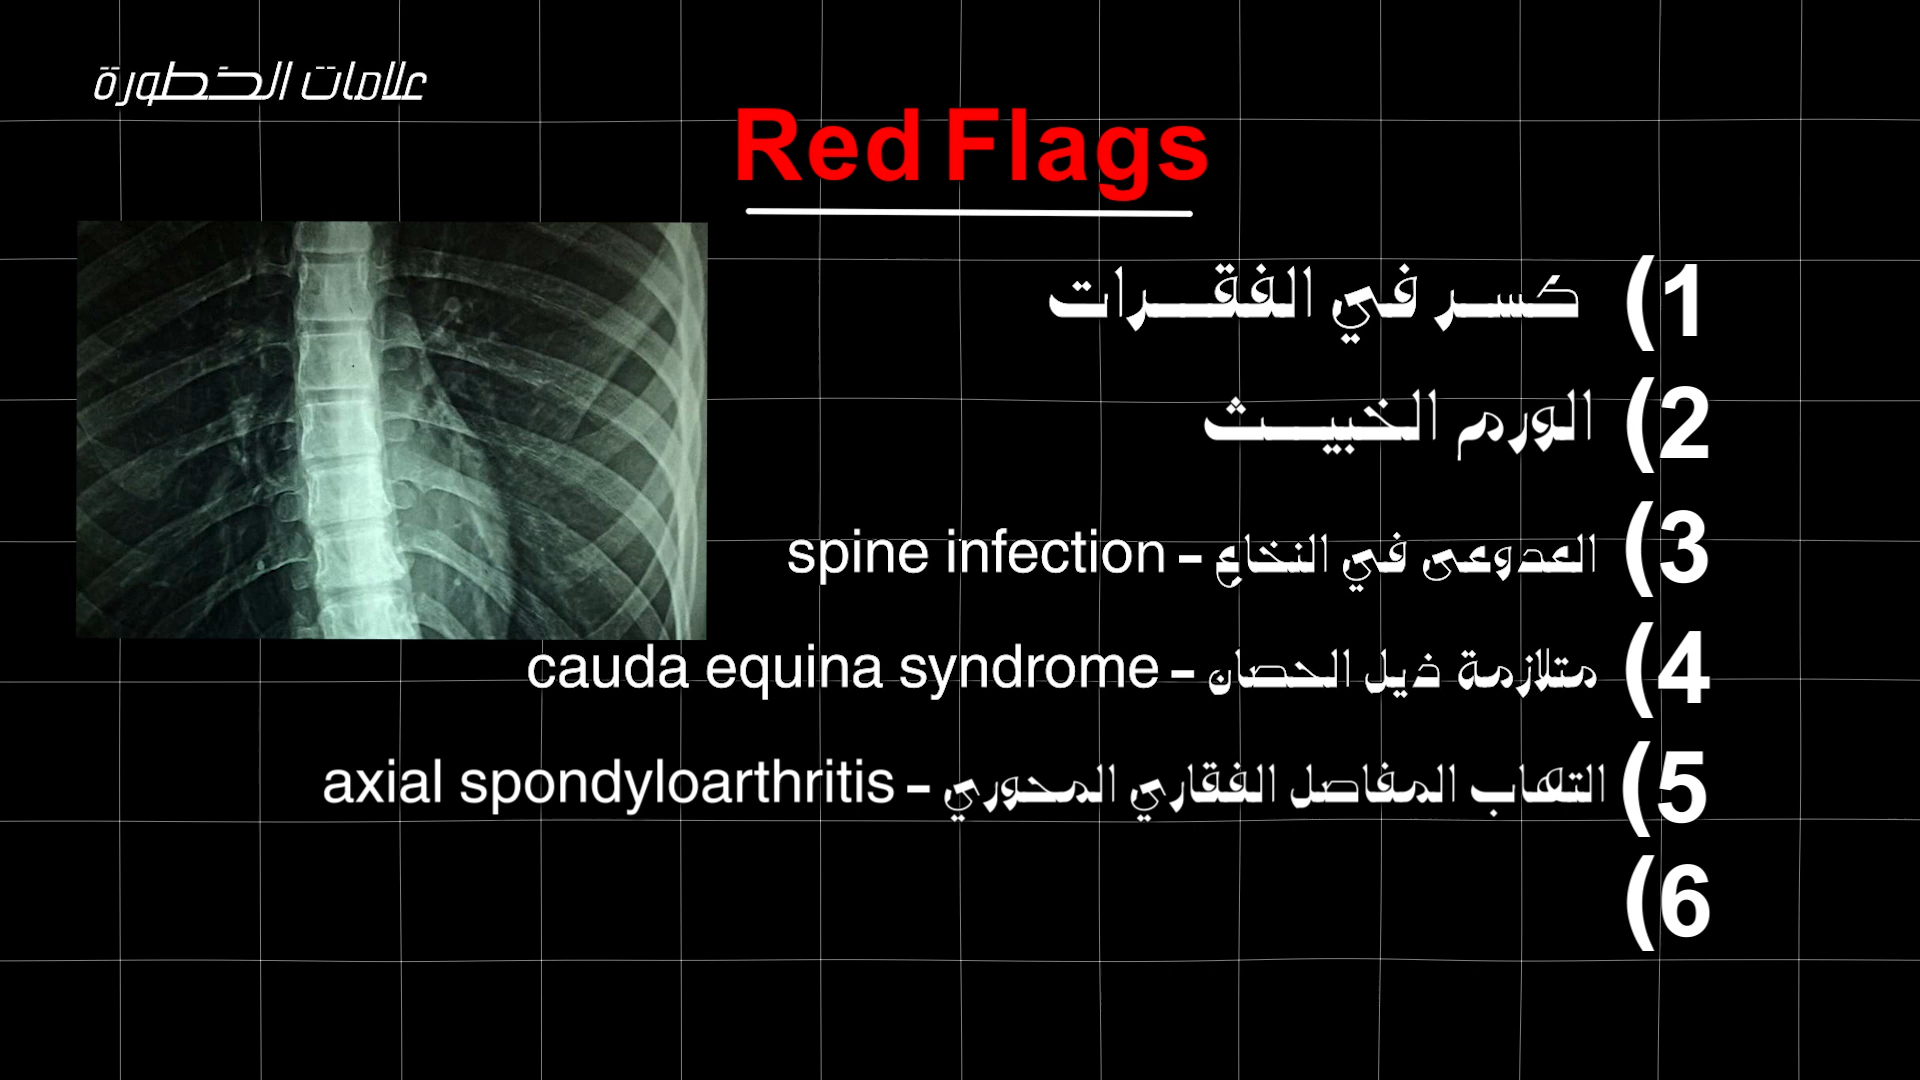 علامات الخطورة
Red Flags
1) كسر في الفقرات
2) الورم الخبيث
3) العدوعى في النخاع - spine infection
4) متلازمة ذيل الحصان - cauda equina syndrome
5) التهاب المفاصل الفقاري المحوري - axial spondyloarthritis
6)